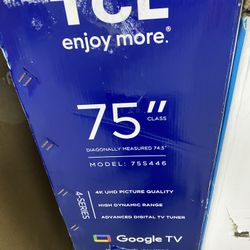 TCL
enjoy more.®
75" CLASS
DIAGONALLY MEASURED 74.5"
MODEL: 75S446
4-SERIES
4K UHD PICTURE QUALITY
HIGH DYNAMIC RANGE
ADVANCED DIGITAL TV TUNER
Google TV